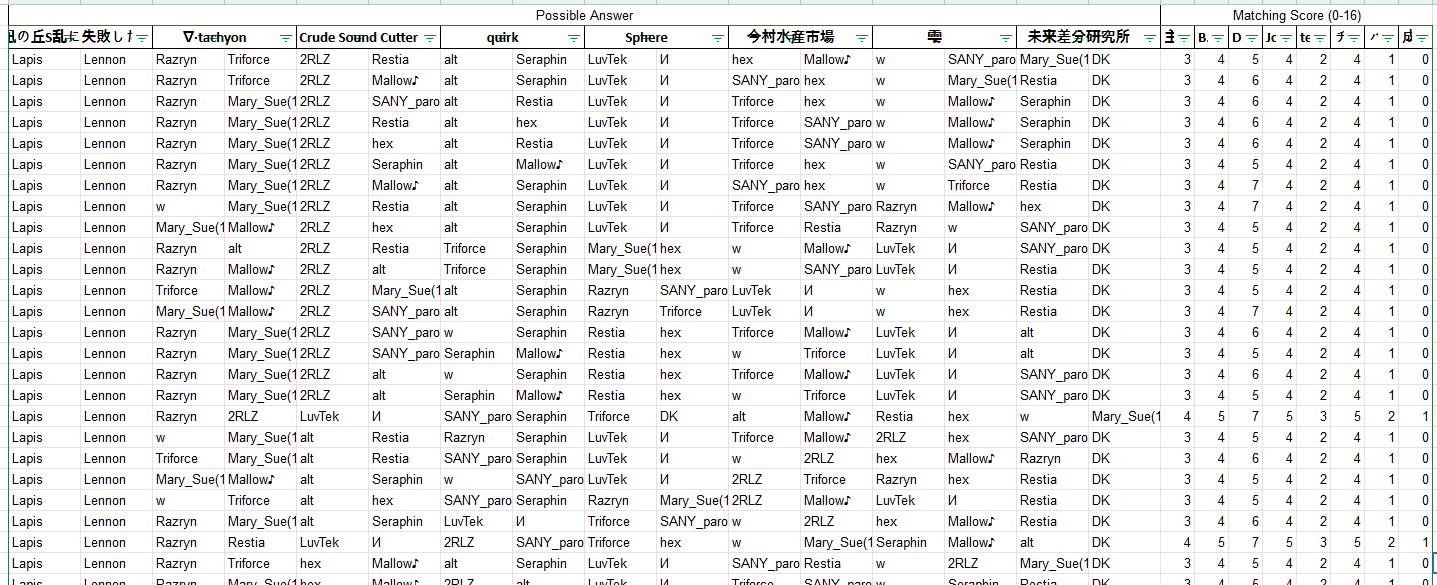 Possible Answer Matching Score (0-16)
の丘S乱に失敗した ∇·tachyon Crude Sound Cutter quirk Sphere 今村水産市場 未来差分研究所 B. D Jc te チ
Lapis Lennon Razryn Triforce 2RLZ Restia alt Seraphin LuvTek И hex Mallow♪ w SANY_paro Mary_Sue(1 DK 3 4 5 4 2 4 1 0
Lapis Lennon Razryn Triforce 2RLZ Mallow♪ alt Seraphin LuvTek И SANY_paro hex w Mary_Sue(1 Restia DK 3 4 6 4 2 4 1 0
Lapis Lennon Razryn Mary_Sue(1 2RLZ SANY_paro alt Restia LuvTek И Triforce hex w Mallow♪ Seraphin DK 3 4 6 4 2 4 1 0
Lapis Lennon Razryn Mary_Sue(1 2RLZ Restia alt hex LuvTek И Triforce SANY_paro w Mallow♪ Seraphin DK 3 4 6 4 2 4 1 0
Lapis Lennon Razryn Mary_Sue(1 2RLZ hex alt Restia LuvTek И Triforce SANY_paro w Mallow♪ Seraphin DK 3 4 6 4 2 4 1 0
Lapis Lennon Razryn Mary_Sue(1 2RLZ Seraphin alt Mallow♪ LuvTek И Triforce hex w SANY_paro Restia DK 3 4 5 4 2 4 1 0
Lapis Lennon Razryn Mary_Sue(1 2RLZ Mallow♪ alt Seraphin LuvTek И SANY_paro hex w Triforce Restia DK 3 4 7 4 2 4 1 0
Lapis Lennon w Mary_Sue(1 2RLZ Restia alt Seraphin LuvTek И Triforce SANY_paro Razryn Mallow♪ hex DK 3 4 7 4 2 4 1 0
Lapis Lennon Mary_Sue(1 Mallow♪ 2RLZ hex alt Seraphin LuvTek И Triforce Restia Razryn w SANY_paro DK 3 4 5 4 2 4 1 0
Lapis Lennon Razryn alt 2RLZ Restia Triforce Seraphin Mary_Sue(1 hex w Mallow♪ LuvTek И SANY_paro DK 3 4 5 4 2 4 1 0
Lapis Lennon Razryn Mallow♪ 2RLZ alt Triforce Seraphin Mary_Sue(1 hex w SANY_paro LuvTek И Restia DK 3 4 5 4 2 4 1 0
Lapis Lennon Triforce Mallow♪ 2RLZ Mary_Sue(1 alt Seraphin Razryn SANY_paro LuvTek И w hex Restia DK 3 4 5 4 2 4 1 0
Lapis Lennon Mary_Sue(1 Mallow♪ 2RLZ SANY_paro alt Seraphin Razryn Triforce LuvTek И w hex Restia DK 3 4 7 4 2 4 1 0
Lapis Lennon Razryn Mary_Sue(1 2RLZ SANY_paro w Seraphin Restia hex Triforce Mallow♪ LuvTek И alt DK 3 4 6 4 2 4 1 0
Lapis Lennon Razryn Mary_Sue(1 2RLZ SANY_paro Seraphin Mallow♪ Restia hex w Triforce LuvTek И alt DK 3 4 5 4 2 4 1 0
Lapis Lennon Razryn Mary_Sue(1 2RLZ alt w Seraphin Restia hex Triforce Mallow♪ LuvTek И SANY_paro DK 3 4 6 4 2 4 1 0
Lapis Lennon Razryn Mary_Sue(1 2RLZ alt Seraphin Mallow♪ Restia hex w Triforce LuvTek И SANY_paro DK 3 4 5 4 2 4 1 0
Lapis Lennon Razryn 2RLZ LuvTek И SANY_paro Seraphin Triforce DK alt Mallow♪ Restia hex w Mary_Sue(1 4 5 7 5 3 5 2 1
Lapis Lennon w Mary_Sue(1 alt Restia Razryn Seraphin LuvTek И Triforce Mallow♪ 2RLZ hex SANY_paro DK 3 4 5 4 2 4 1 0
Lapis Lennon Triforce Mary_Sue(1 alt Restia SANY_paro Seraphin LuvTek И w 2RLZ hex Mallow♪ Razryn DK 3 4 6 4 2 4 1 0
Lapis Lennon Mary_Sue(1 Mallow♪ alt Seraphin w SANY_paro LuvTek И 2RLZ Triforce Razryn hex Restia DK 3 4 5 4 2 4 1 0
Lapis Lennon w Triforce alt hex SANY_paro Seraphin Razryn Mary_Sue(1 2RLZ Mallow♪ LuvTek И Restia DK 3 4 5 4 2 4 1 0
Lapis Lennon Razryn Mary_Sue(1 alt Seraphin LuvTek И Triforce SANY_paro w 2RLZ hex Mallow♪ Restia DK 3 4 6 4 2 4 1 0
Lapis Lennon Razryn Restia LuvTek И 2RLZ SANY_paro Triforce hex w Mary_Sue(1 Seraphin Mallow♪ alt DK 4 5 7 5 3 5 2 1
Lapis Lennon Razryn Triforce hex Mallow♪ alt Seraphin LuvTek И SANY_paro Restia w 2RLZ Mary_Sue(1 DK 3 4 5 4 2 4 1 0
Lapis Lennon Razryn Mary_Sue(1 hex Mallow♪ 2RLZ alt LuvTek И Triforce SANY_paro w Seraphin Restia DK 3 4 5 4 2 4 1 0